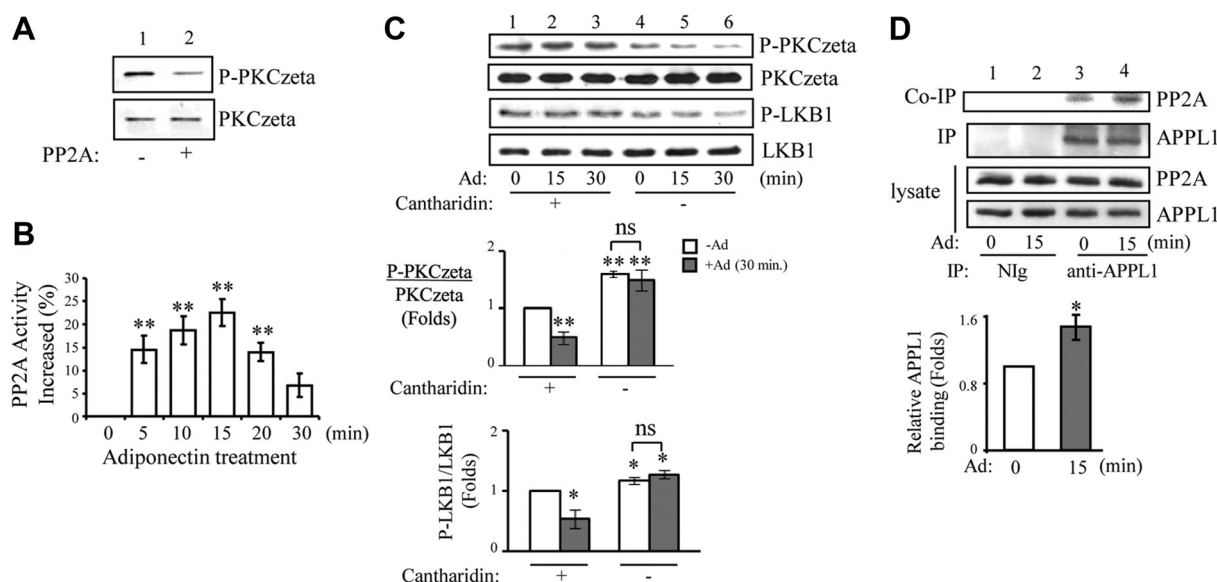 A
1 2
P-PKCzeta
PKCzeta
PP2A: - +
B
PP2A Activity
Increased (%)
30
25
20
15
10
5
0
** ** ** **
0 5 10 15 20 30 (min)
Adiponectin treatment
C
1 2 3 4 5 6
P-PKCzeta
PKCzeta
P-LKB1
LKB1
Ad: 0 15 30 0 15 30 (min)
Cantharidin: + -
P-PKCzeta
PKCzeta
(Folds)
2
1
0
ns
** ** **
-Ad
+Ad (30 min.)
Cantharidin: + -
P-LKB1/LKB1
(Folds)
2
1
0
ns
* * *
Cantharidin: + -
D
1 2 3 4
Co-IP PP2A
IP APPL1
lysate PP2A
APPL1
Ad: 0 15 0 15 (min)
IP: NIg anti-APPL1
Relative APPL1
binding (Folds)
1.6
0.8
0.0
*
Ad: 0 15 (min)